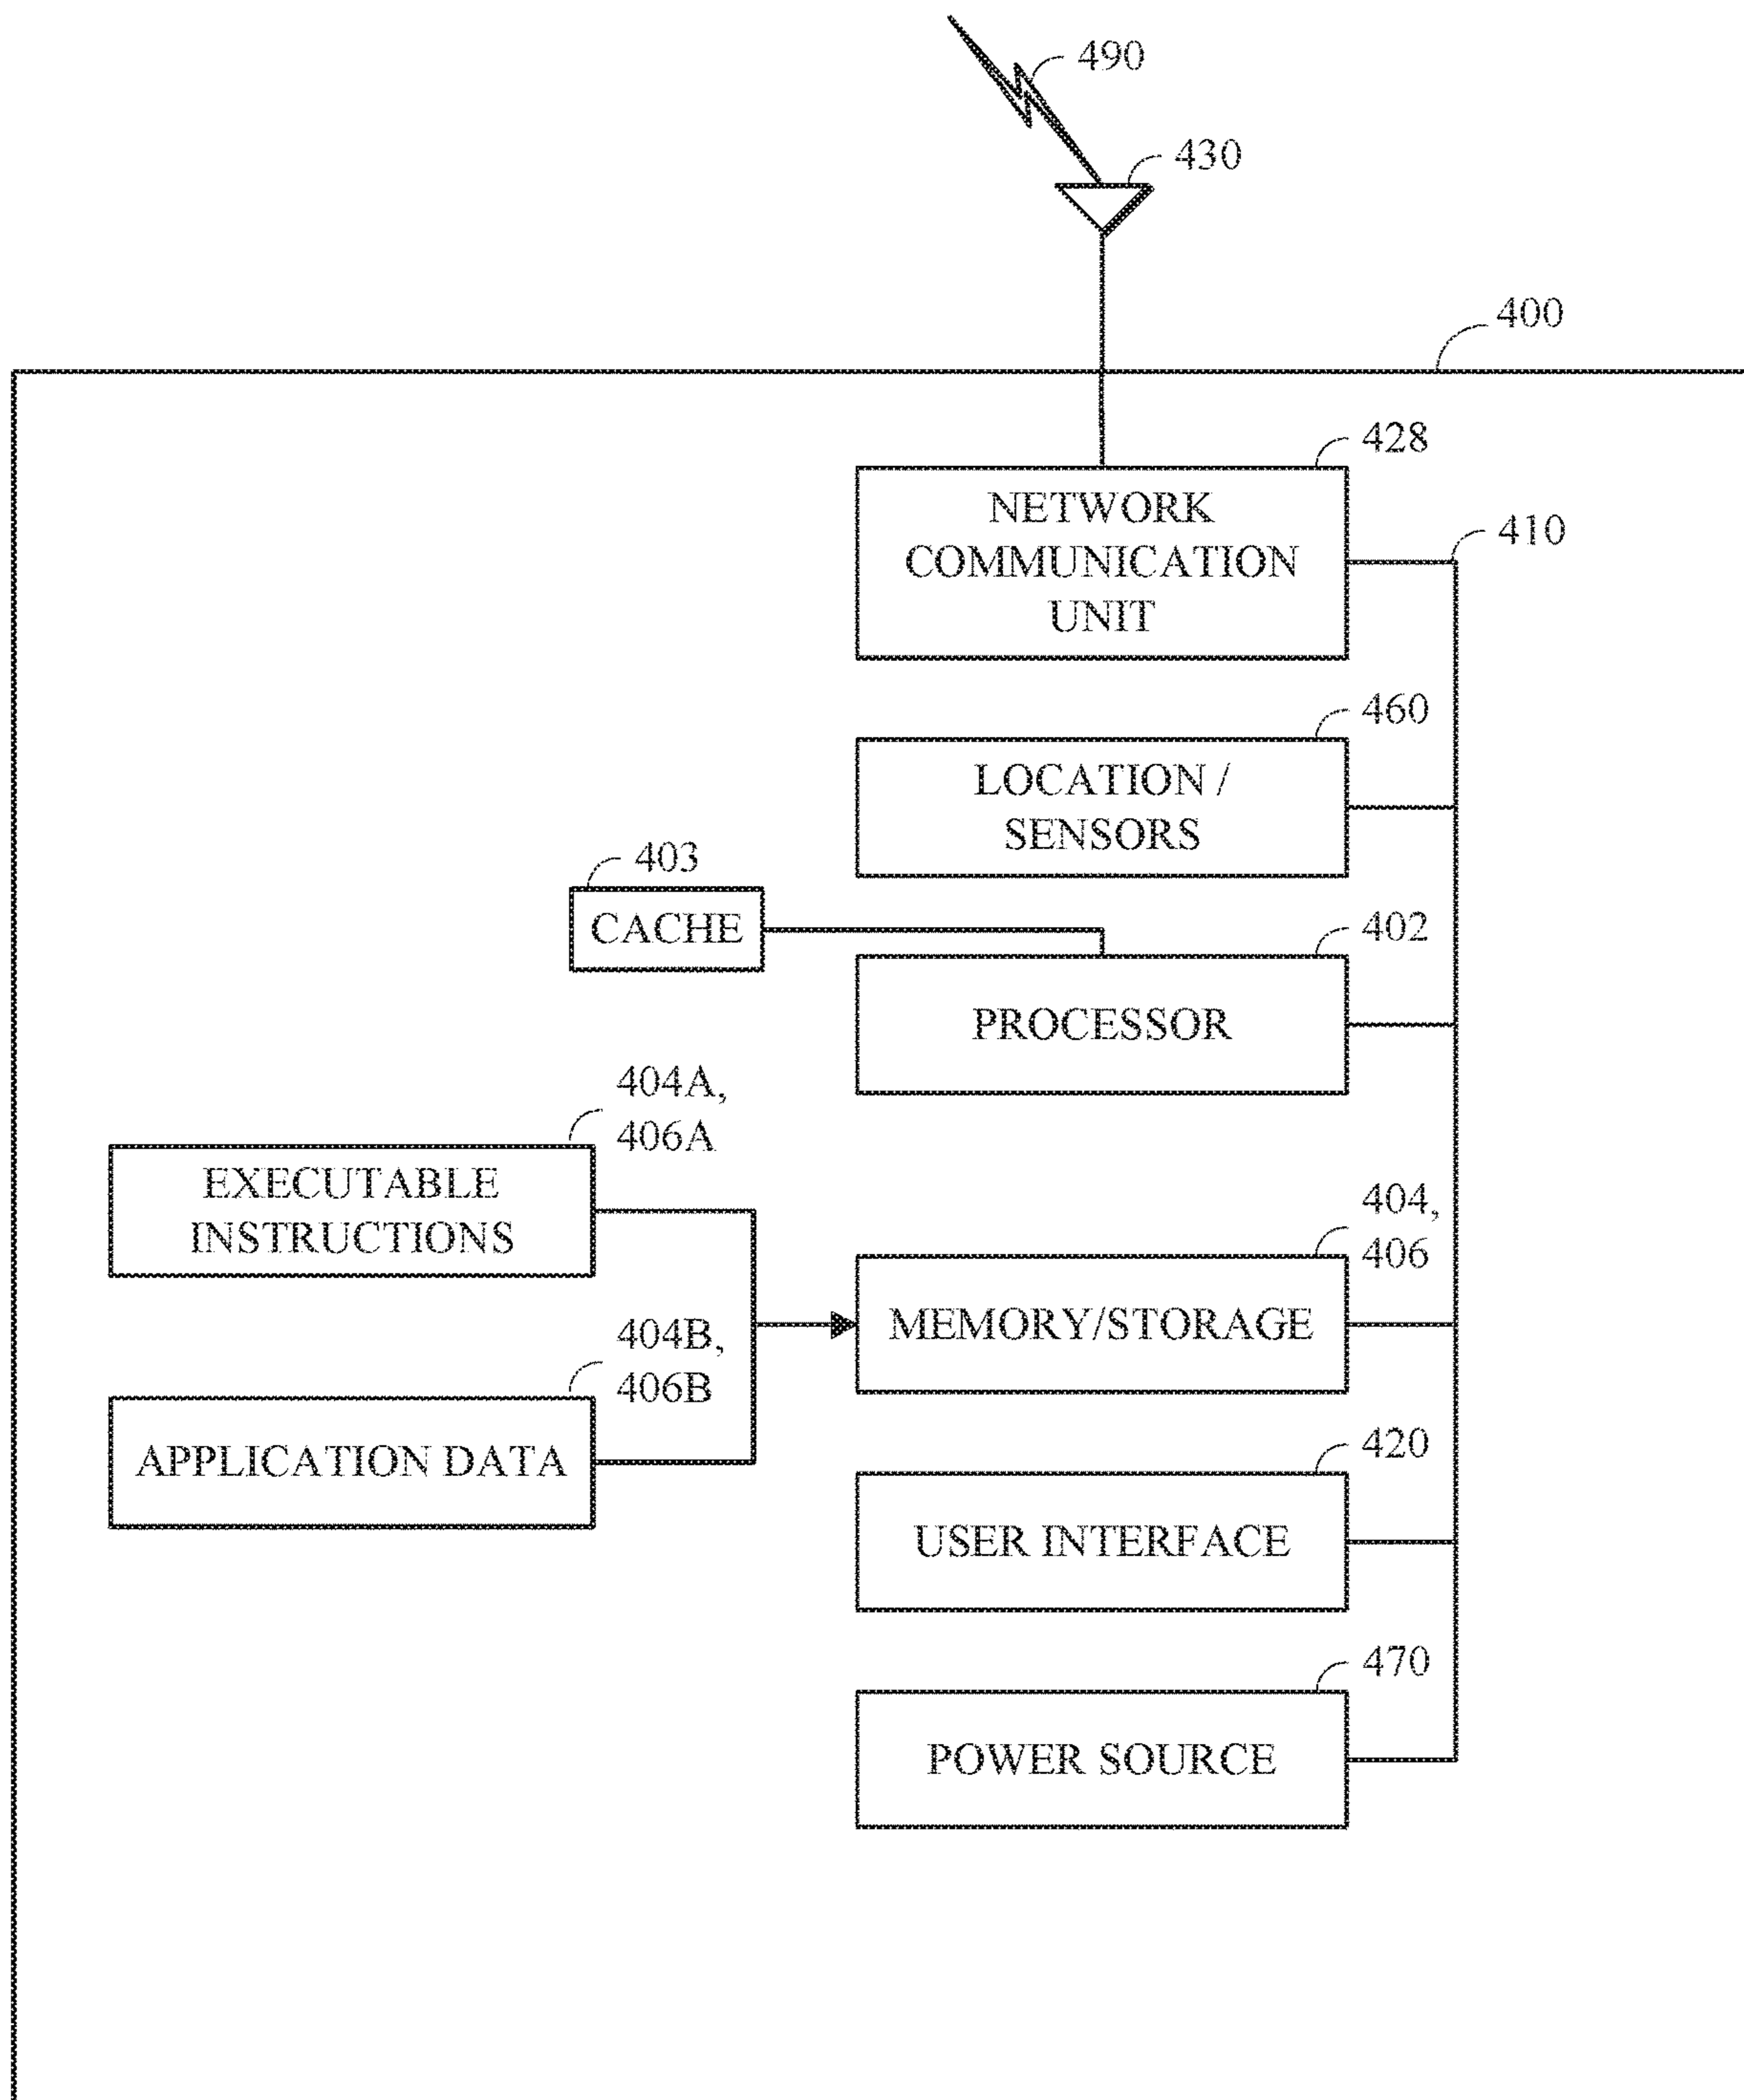 490
430
400
428
NETWORK
COMMUNICATION
UNIT
410
460
LOCATION /
SENSORS
403
CACHE
402
PROCESSOR
404A,
406A
EXECUTABLE
INSTRUCTIONS
404,
406
MEMORY/STORAGE
404B,
406B
APPLICATION DATA
420
USER INTERFACE
470
POWER SOURCE